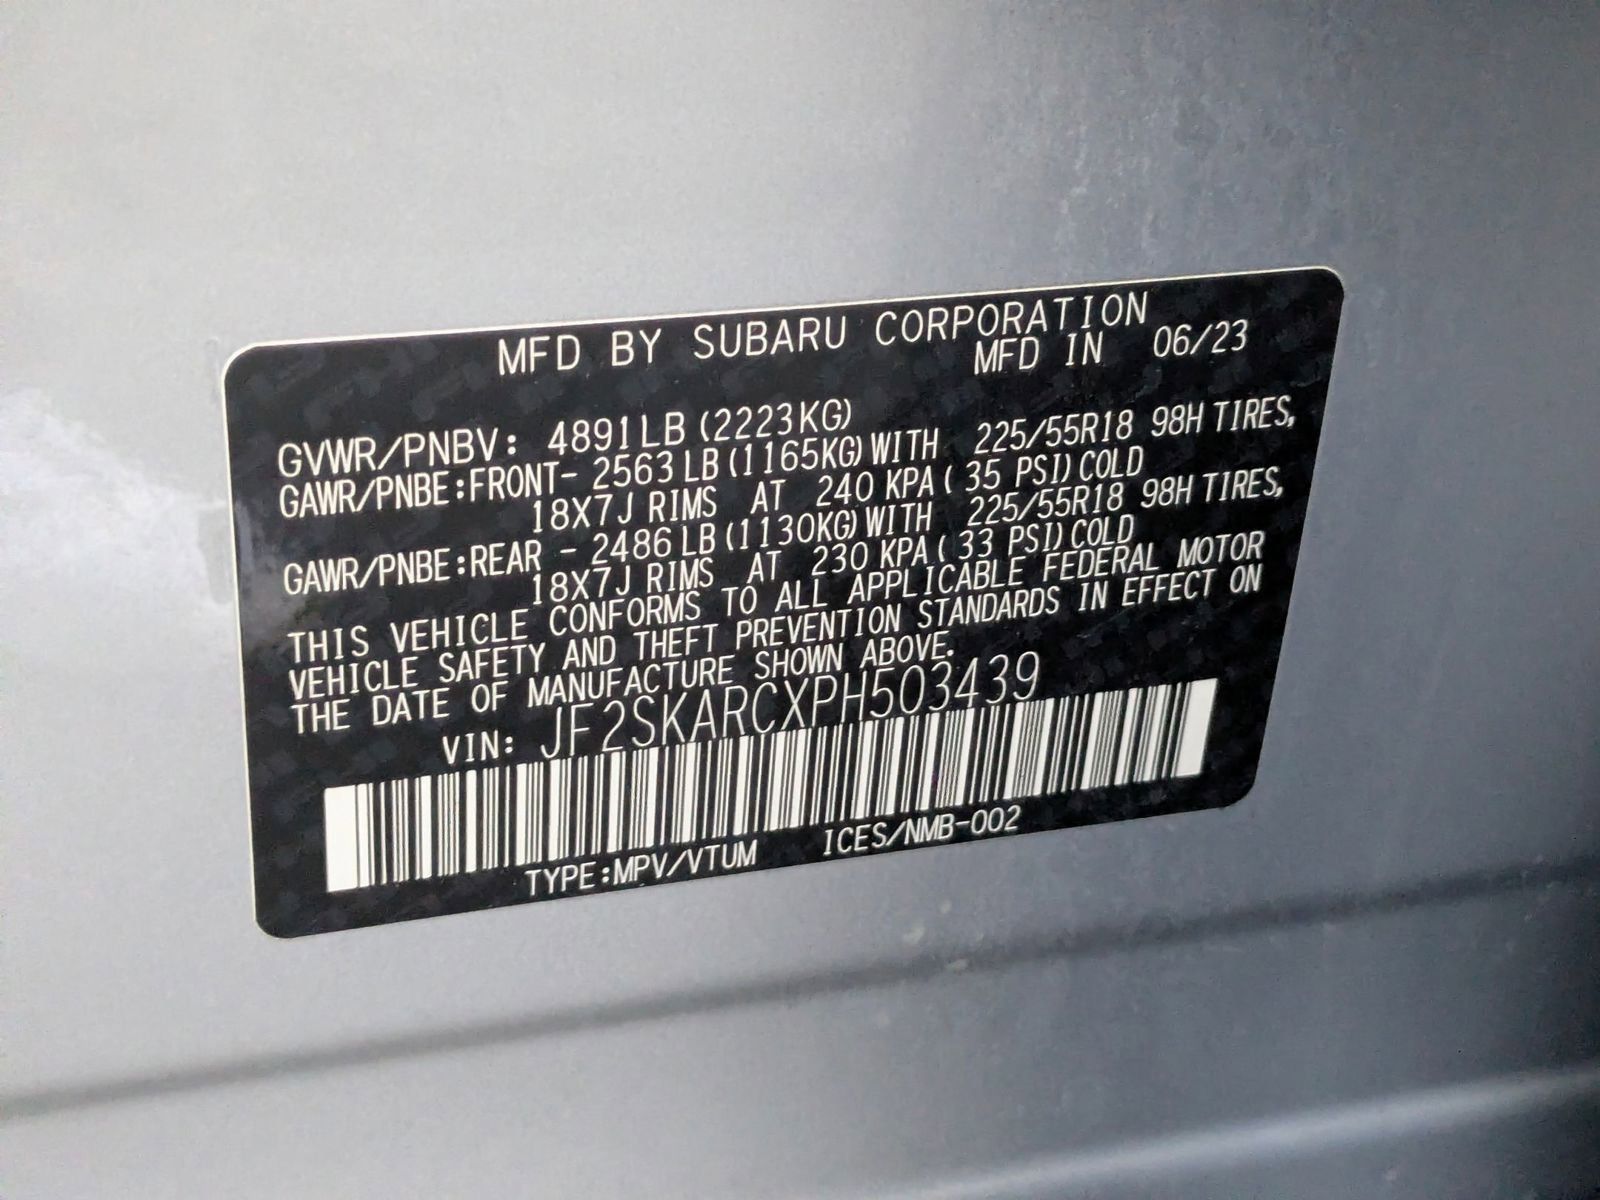 MFD BY SUBARU CORPORATION
MFD IN 06/23
GVWR/PNBV: 4891LB (2223KG)
GAWR/PNBE:FRONT- 2563 LB (1165KG) WITH 225/55R18 98H TIRES,
18X7J RIMS AT 240 KPA ( 35 PSI) COLD
GAWR/PNBE:REAR - 2486 LB (1130KG) WITH 225/55R18 98H TIRES,
18X7J RIMS AT 230 KPA ( 33 PSI) COLD
THIS VEHICLE CONFORMS TO ALL APPLICABLE FEDERAL MOTOR
VEHICLE SAFETY AND THEFT PREVENTION STANDARDS IN EFFECT ON
THE DATE OF MANUFACTURE SHOWN ABOVE.
VIN: JF2SKARCXPH503439
TYPE:MPV/VTUM ICES/NMB-002